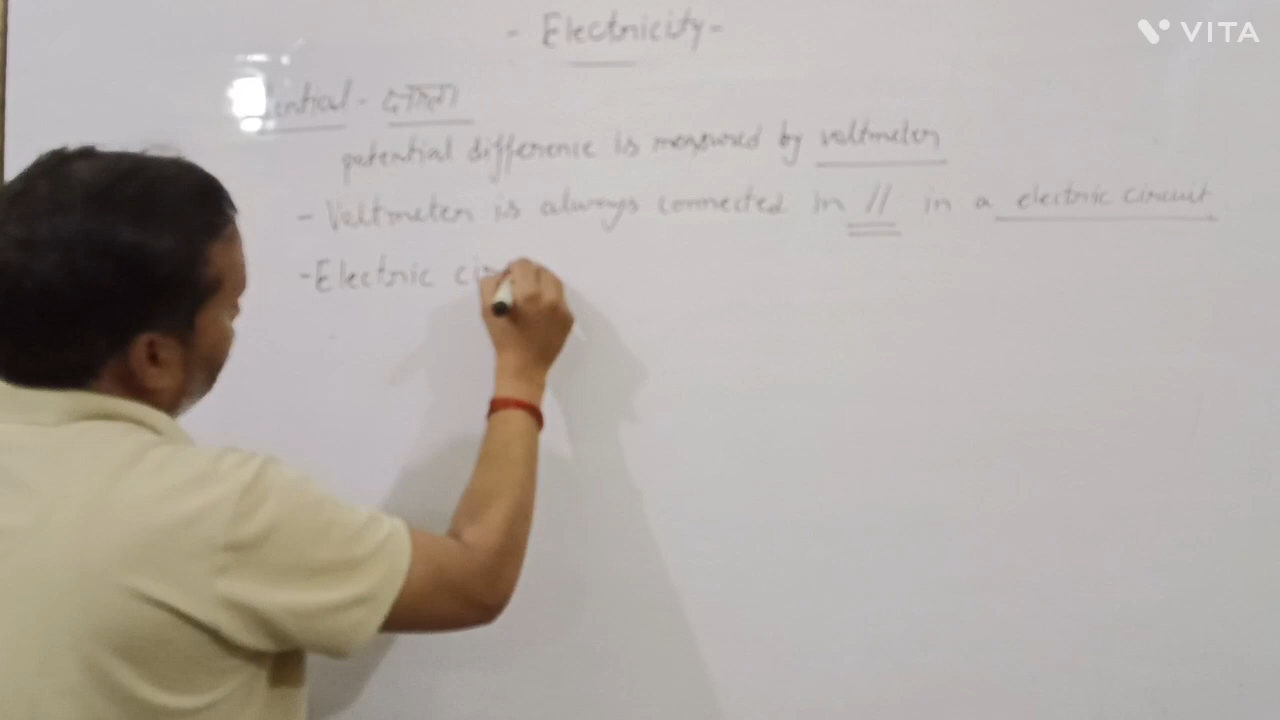 - Electricity -
VITA
potential difference is measured by voltmeter
- Voltmeter is always connected in // in a electric circuit
- Electric ci